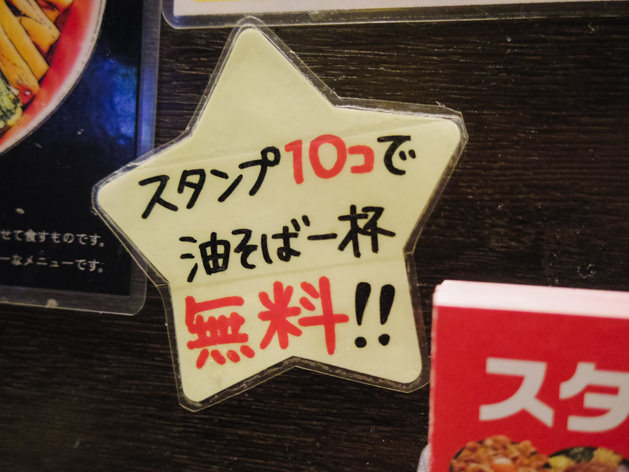 スタンプ10コで
油そば一杯
無料!!
せて食すものです。
ーなメニューです。
スタ